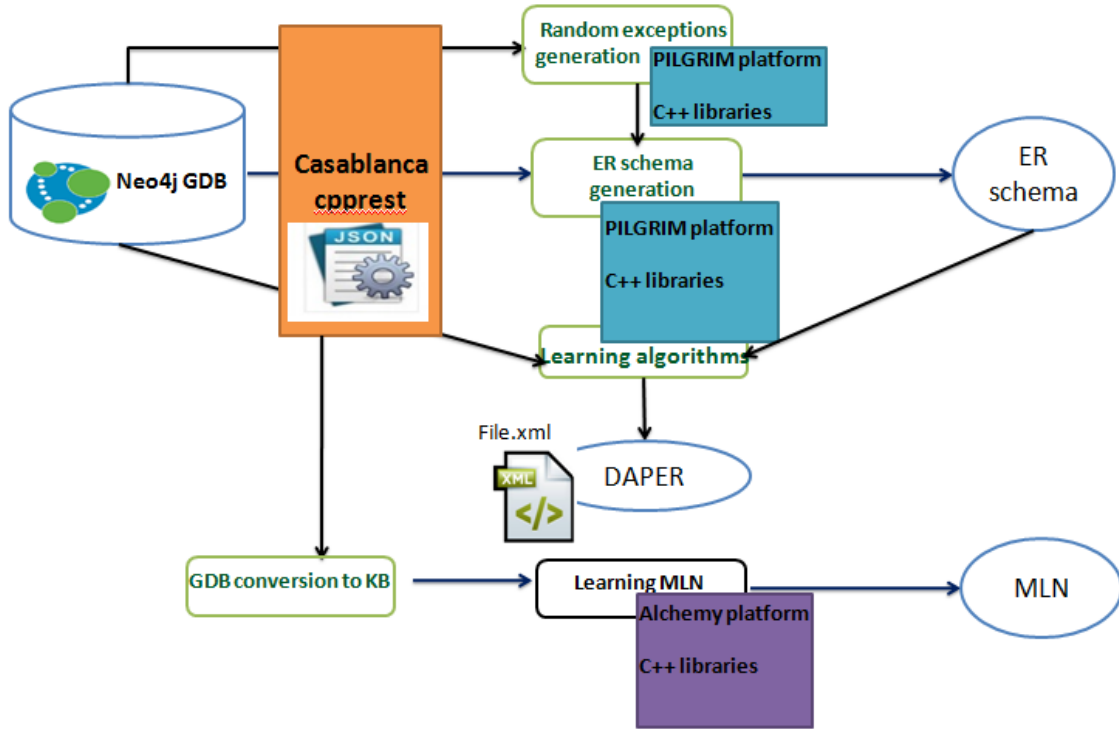 Random exceptions
generation
PILGRIM platform
C++ libraries
Neo4j GDB
Casablanca
cpprest
JSON
ER schema
generation
PILGRIM platform
C++ libraries
ER
schema
Learning algorithms
File.xml
XML
</>
DAPER
GDB conversion to KB
Learning MLN
Alchemy platform
C++ libraries
MLN